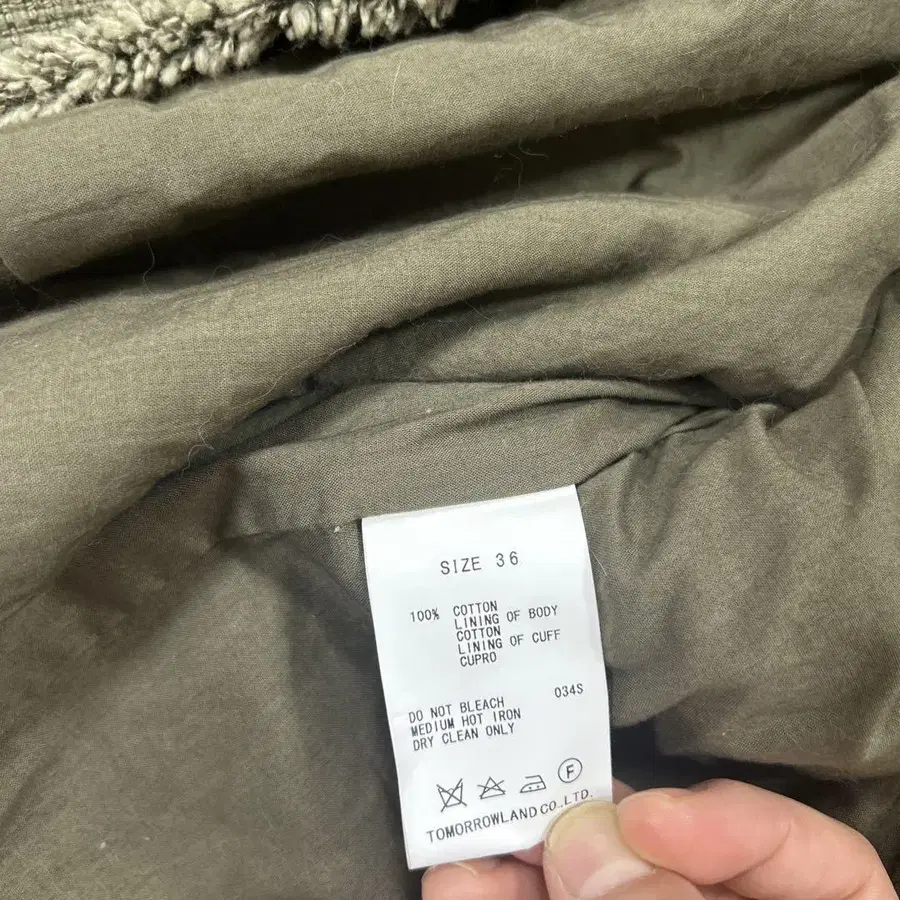 SIZE 36
100% COTTON
LINING OF BODY
COTTON
LINING OF CUFF
CUPRO
034S
DO NOT BLEACH
MEDIUM HOT IRON
DRY CLEAN ONLY
F
TOMORROWLAND CO.,LTD.